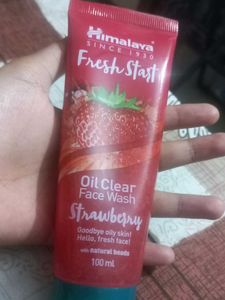 Himalaya
SINCE 1930
Fresh Start
Oil Clear
Face Wash
Strawberry
Goodbye oily skin!
Hello, fresh face!
with natural beads
100 ml